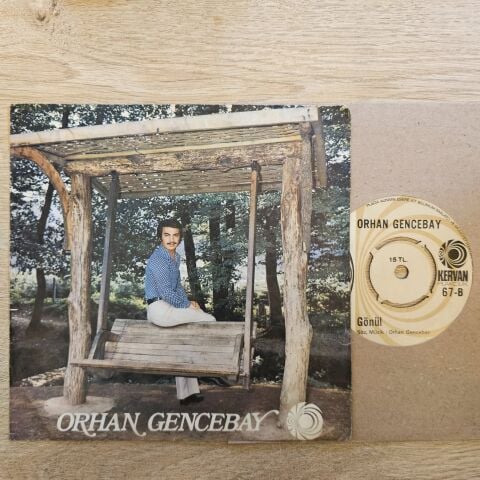 ORHAN GENCEBAY
ORHAN GENCEBAY
15 TL.
KERVAN
67-B
Gönül
Söz, Müzik : Orhan Gencebay